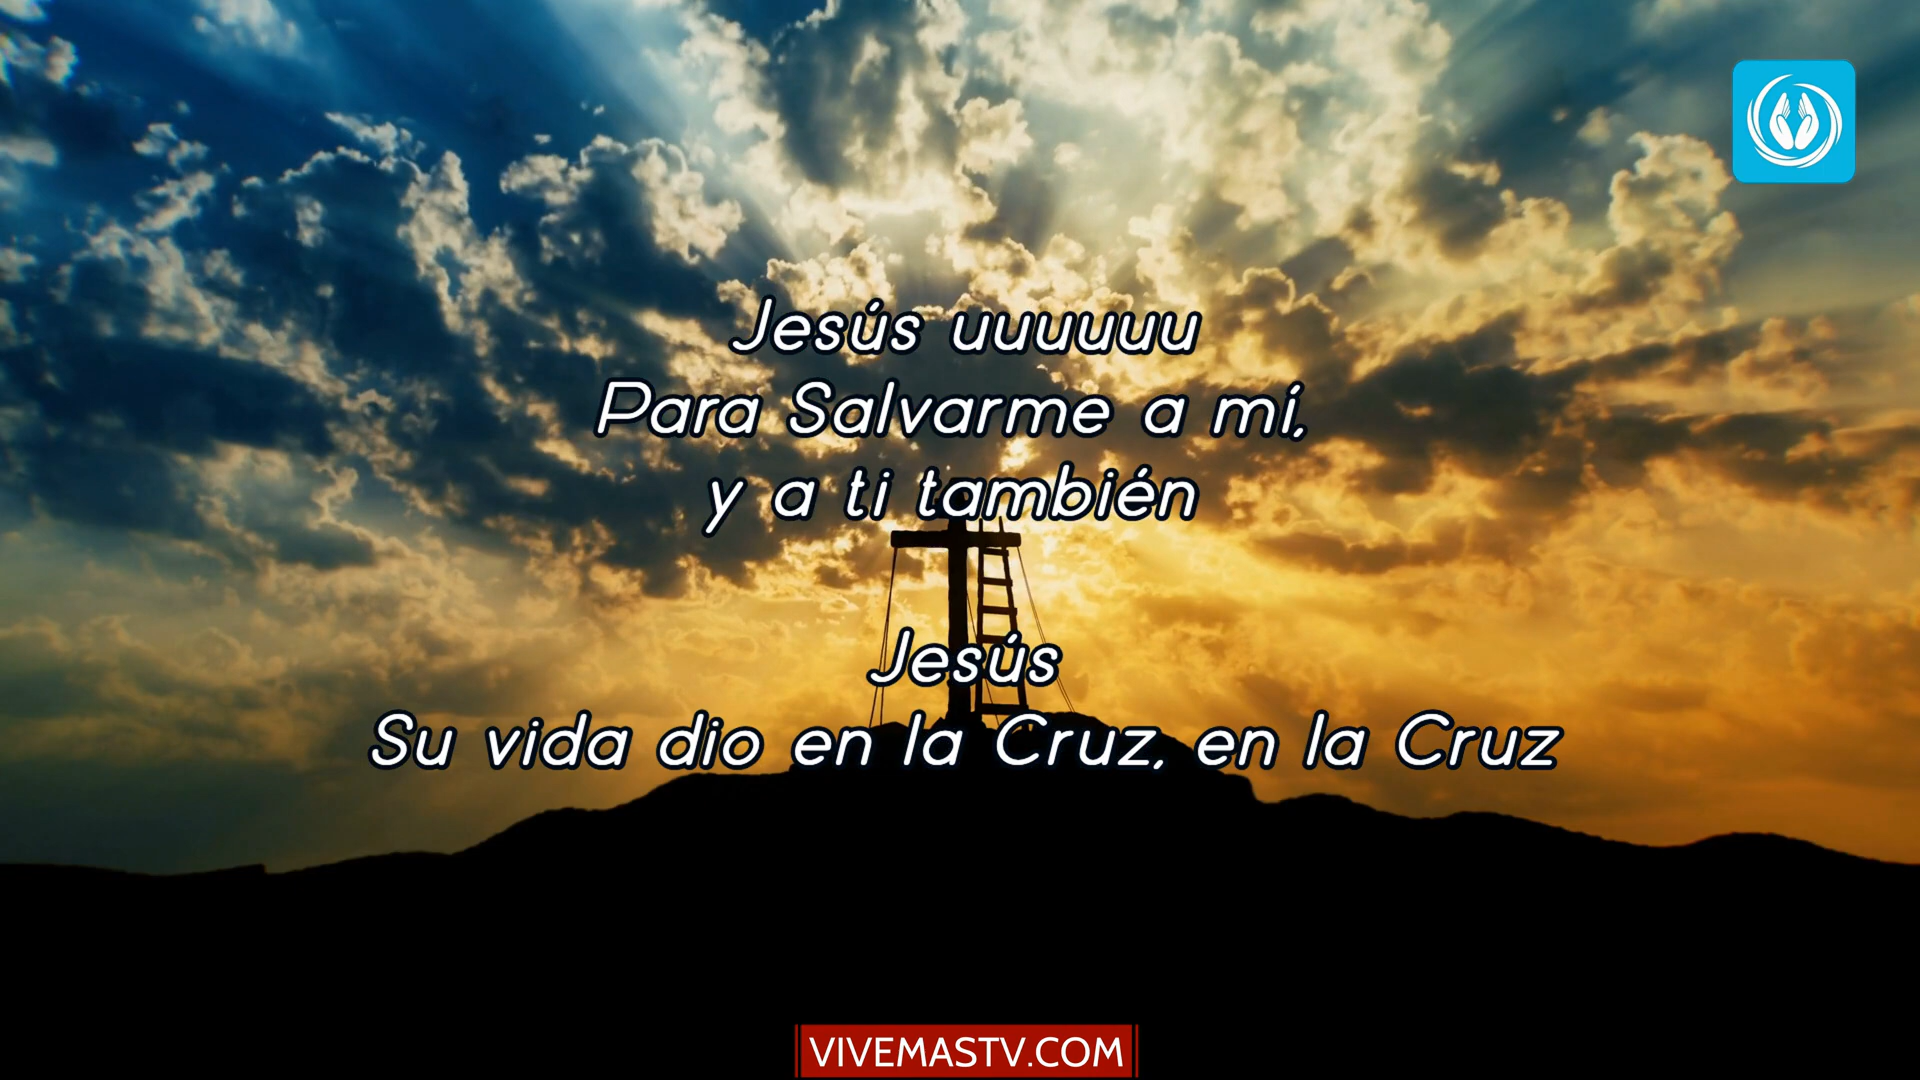 Jesús uuuuuu
Para Salvarme a mí,
y a ti también
Jesús
Su vida dio en la Cruz, en la Cruz
VIVEMASTV.COM